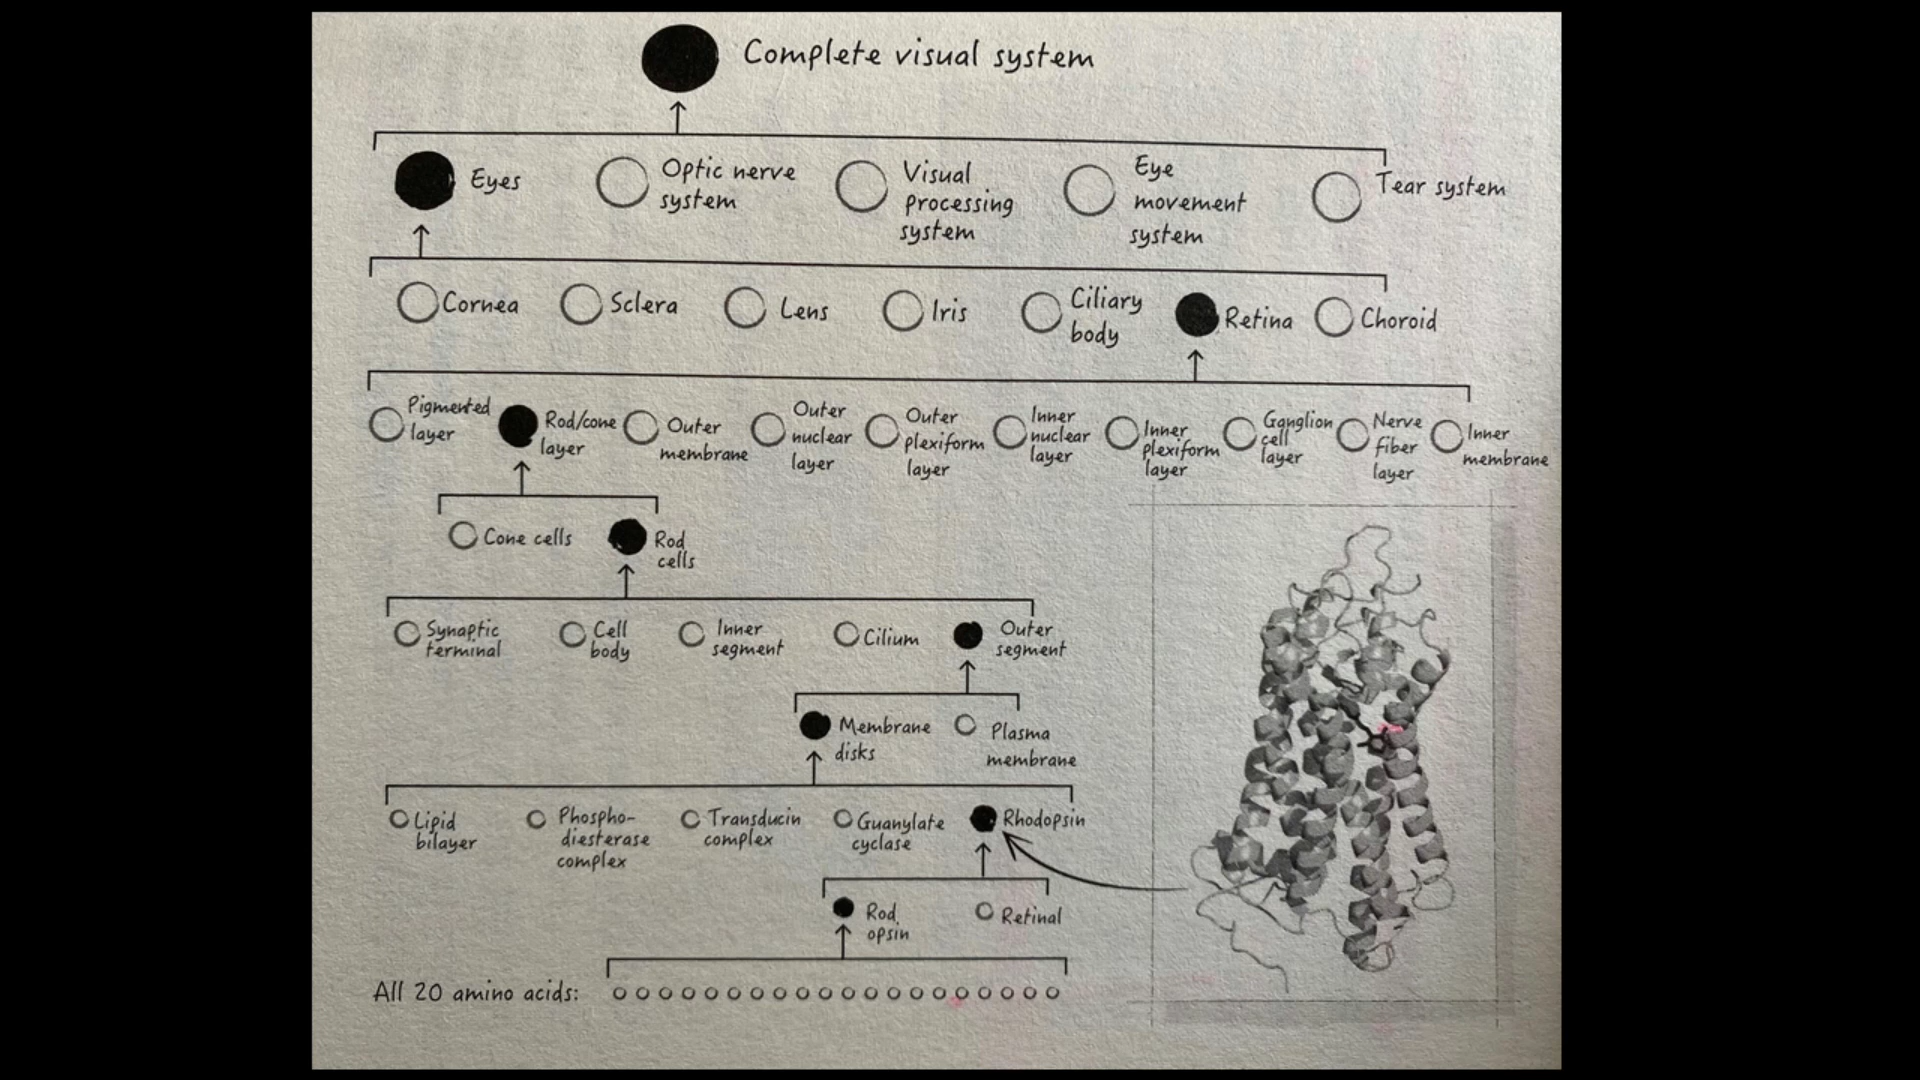 Complete visual system
Eyes
Optic nerve
system
Visual
processing
system
Eye
movement
system
Tear system
Cornea
Sclera
Lens
Iris
Ciliary
body
Retina
Choroid
Pigmented
layer
Rod/cone
layer
Outer
membrane
Outer
nuclear
layer
Outer
plexiform
layer
Inner
nuclear
layer
Inner
plexiform
layer
Ganglion
cell
layer
Nerve
fiber
layer
Inner
membrane
Cone cells
Rod
cells
Synaptic
terminal
Cell
body
Inner
segment
Cilium
Outer
segment
Membrane
disks
Plasma
membrane
Lipid
bilayer
Phospho-
diesterase
complex
Transducin
complex
Guanylate
cyclase
Rhodopsin
Rod
opsin
Retinal
All 20 amino acids: